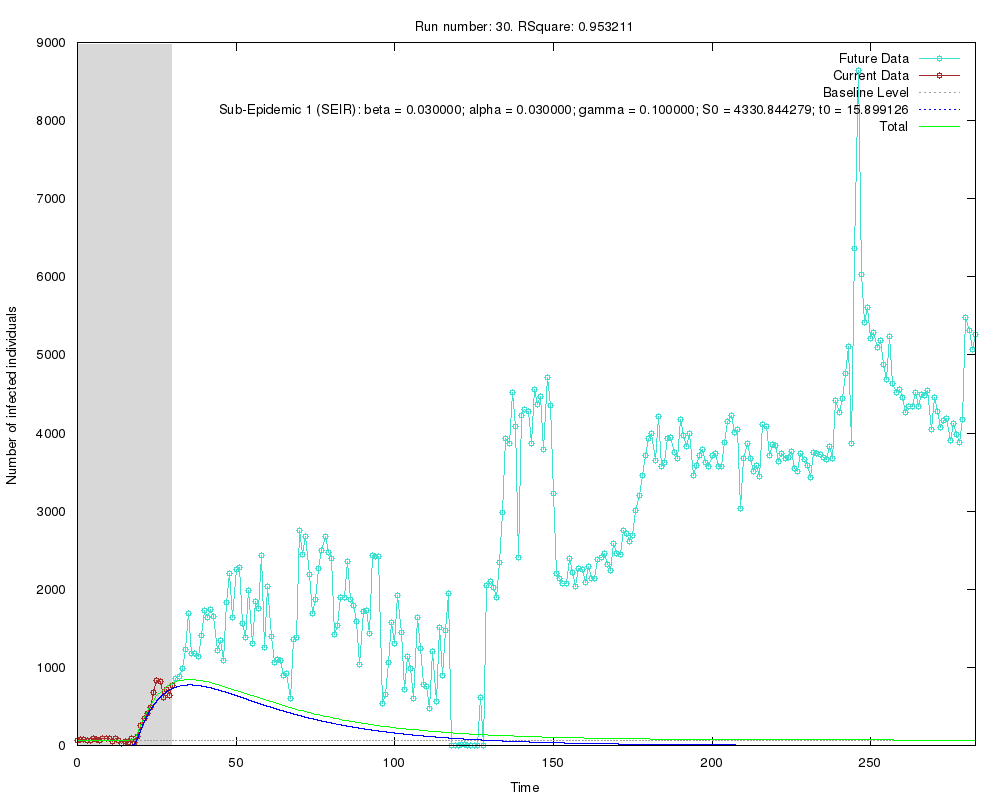 Run number: 30. RSquare: 0.953211
Future Data
Current Data
Baseline Level
Sub-Epidemic 1 (SEIR): beta = 0.030000; alpha = 0.030000; gamma = 0.100000; S0 = 4330.844279; t0 = 15.899126
Total
9000
8000
7000
6000
5000
4000
3000
2000
1000
0
Number of infected individuals
0 50 100 150 200 250
Time